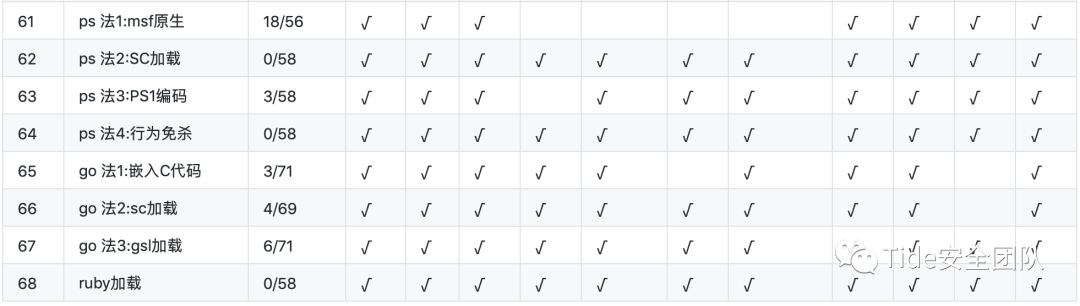 61 ps 法1:msf原生 18/56 √ √ √ √ √ √ √
62 ps 法2:SC加载 0/58 √ √ √ √ √ √ √ √ √ √ √
63 ps 法3:PS1编码 3/58 √ √ √ √ √ √ √ √ √ √
64 ps 法4:行为免杀 0/58 √ √ √ √ √ √ √ √ √ √ √
65 go 法1:嵌入C代码 3/71 √ √ √ √ √ √ √ √ √
66 go 法2:sc加载 4/69 √ √ √ √ √ √ √ √ √ √
67 go 法3:gsl加载 6/71 √ √ √ √ √ √ √ √ √ √ √
68 ruby加载 0/58 √ √ √ √ √ √ √ √ √ √ √
Tide安全团队